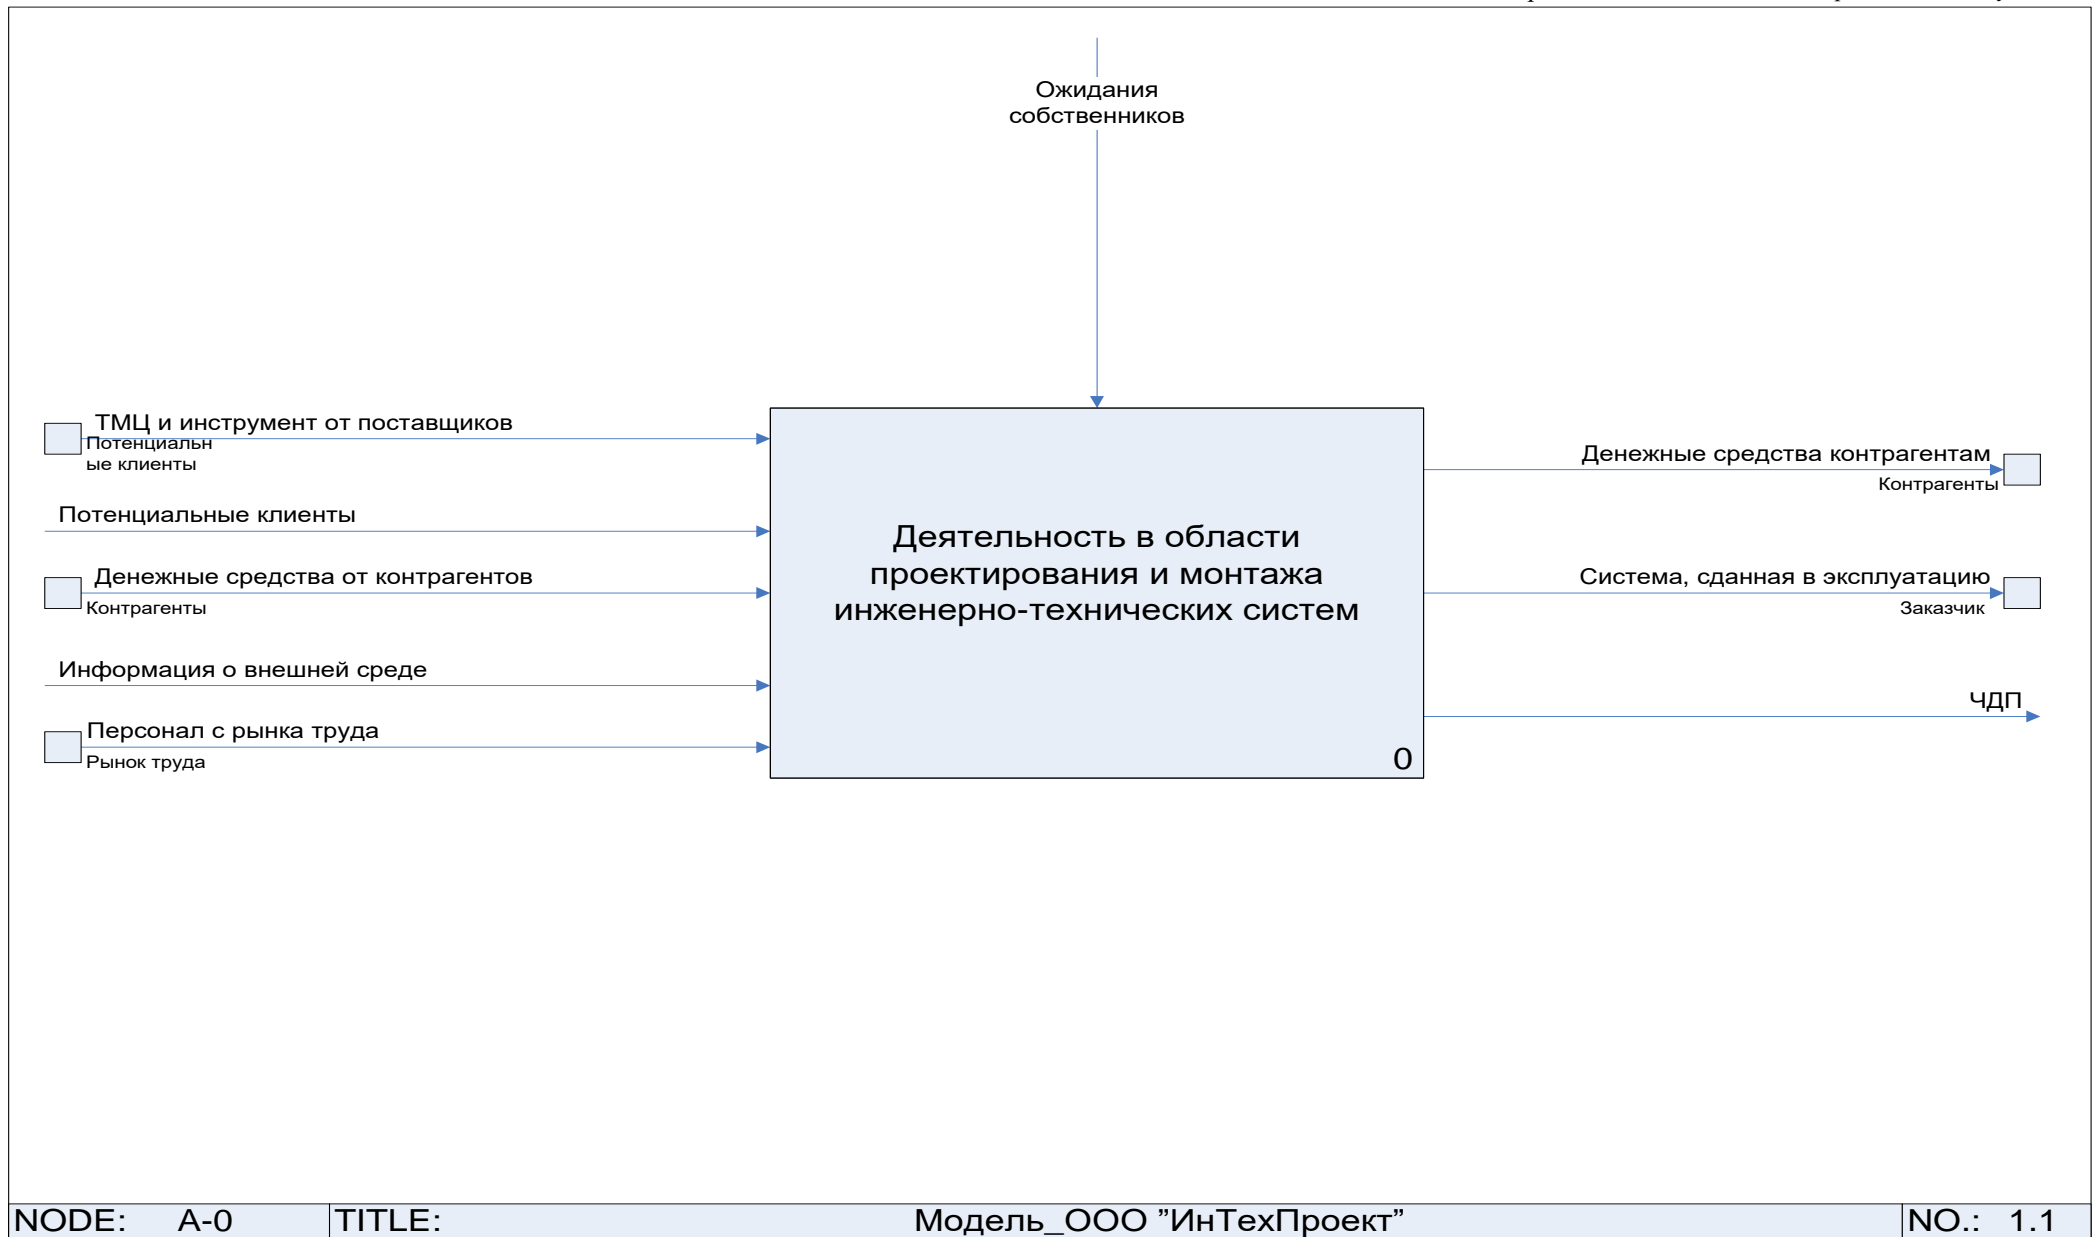 Ожидания
собственников
ТМЦ и инструмент от поставщиков
Потенциальн
ые клиенты
Потенциальные клиенты
Денежные средства от контрагентов
Контрагенты
Информация о внешней среде
Персонал с рынка труда
Рынок труда
Деятельность в области
проектирования и монтажа
инженерно-технических систем
0
Денежные средства контрагентам
Контрагенты
Система, сданная в эксплуатацию
Заказчик
ЧДП
NODE: A-0 TITLE: Модель_ООО ”ИнТехПроект” NO.: 1.1